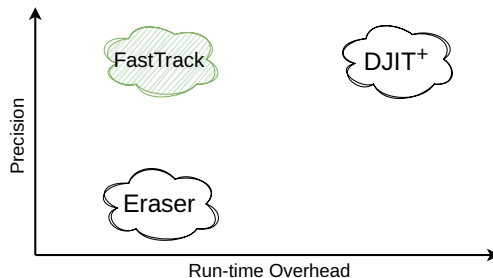 FastTrack
DJIT⁺
Precision
Eraser
Run-time Overhead